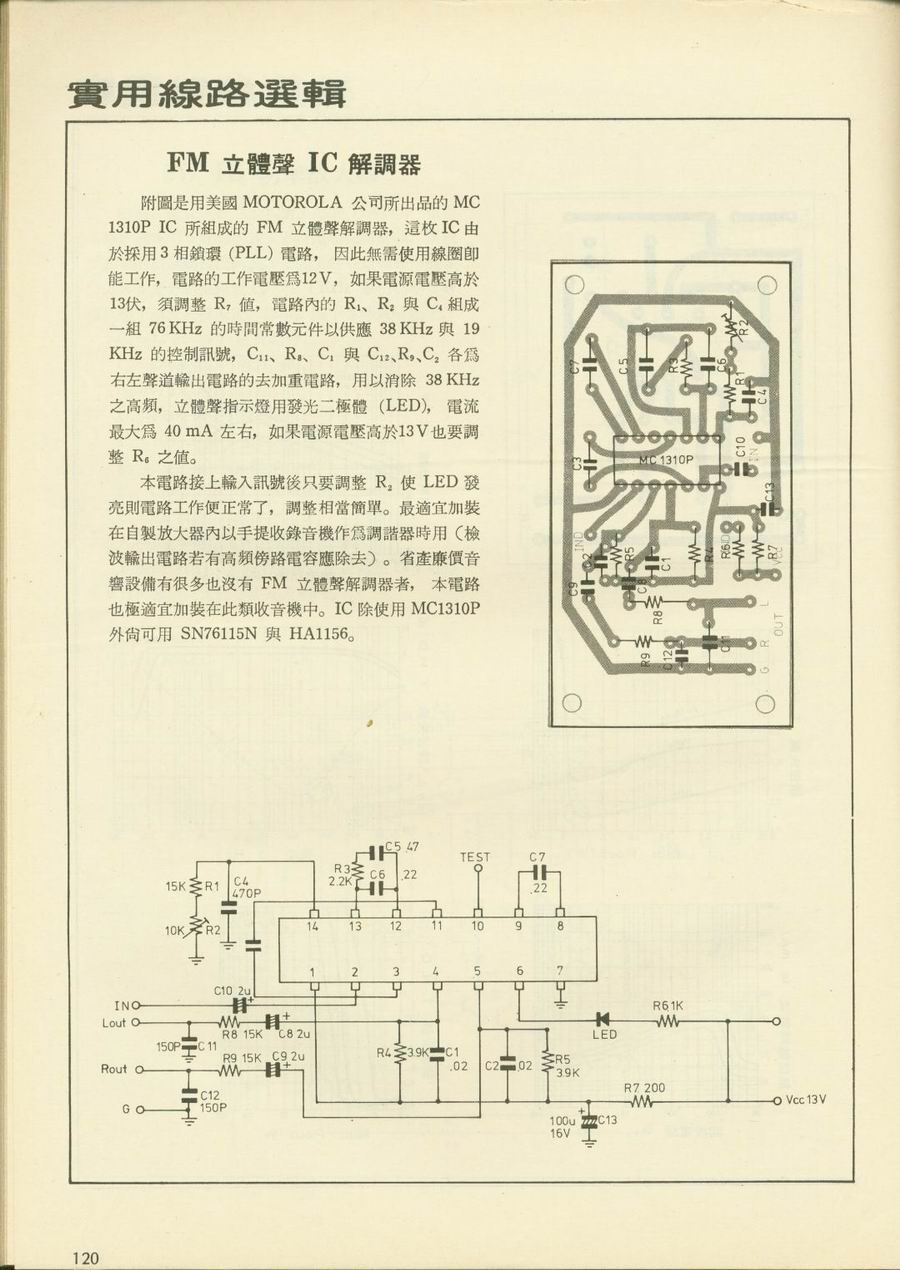 實用線路選輯
FM 立體聲 IC 解調器
附圖是用美國 MOTOROLA 公司所出品的 MC
1310P IC 所組成的 FM 立體聲解調器，這枚 IC 由
於採用 3 相鎖環 (PLL) 電路， 因此無需使用線圈卽
能工作，電路的工作電壓爲12V，如果電源電壓高於
13伏，須調整 R₇ 値，電路內的 R₁、R₂ 與 C₄ 組成
一組 76 KHz 的時間常數元件以供應 38 KHz 與 19
KHz 的控制訊號，C₁₁、R₈、C₁ 與 C₁₂、R₉、C₂ 各爲
右左聲道輸出電路的去加重電路，用以消除 38 KHz
之高頻，立體聲指示燈用發光二極體 (LED)， 電流
最大爲 40 mA 左右，如果電源電壓高於13V也要調
整 R₆ 之値。
本電路接上輸入訊號後只要調整 R₂ 使 LED 發
亮則電路工作便正常了，調整相當簡單。最適宜加裝
在自製放大器內以手提收錄音機作爲調諧器時用（檢
波輸出電路若有高頻傍路電容應除去）。省產廉價音
響設備有很多也沒有 FM 立體聲解調器者， 本電路
也極適宜加裝在此類收音機中。IC 除使用 MC1310P
外尙可用 SN76115N 與 HA1156。
R2
C7
C5
R3
C6
R1
C4
MC1310P
C3
C10
IN
C13
IND
C2
R5
C1
R4
R6
R7
VCC
C9
C8
R8
L
OUT
R
R9
C12
C11
G
C5 .47
R3
2.2K
C6 .22
TEST
C7
.22
15K R1
C4
470P
10K R2
14 13 12 11 10 9 8
1 2 3 4 5 6 7
IN
C10 2u
+
Lout
R8 15K
+
C8 2u
150P C11
Rout
R9 15K
C9 2u
+
C12
150P
G
R4 3.9K C1
.02
C2 .02
R5
3.9K
LED
R6 1K
R7 200
Vcc 13V
+
100u
16V
C13
120